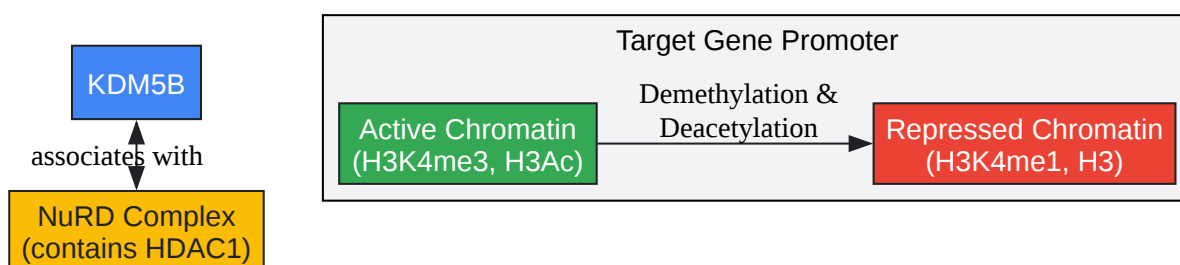 KDM5B
associates with
NuRD Complex
(contains HDAC1)
Target Gene Promoter
Active Chromatin
(H3K4me3, H3Ac)
Demethylation &
Deacetylation
Repressed Chromatin
(H3K4me1, H3)